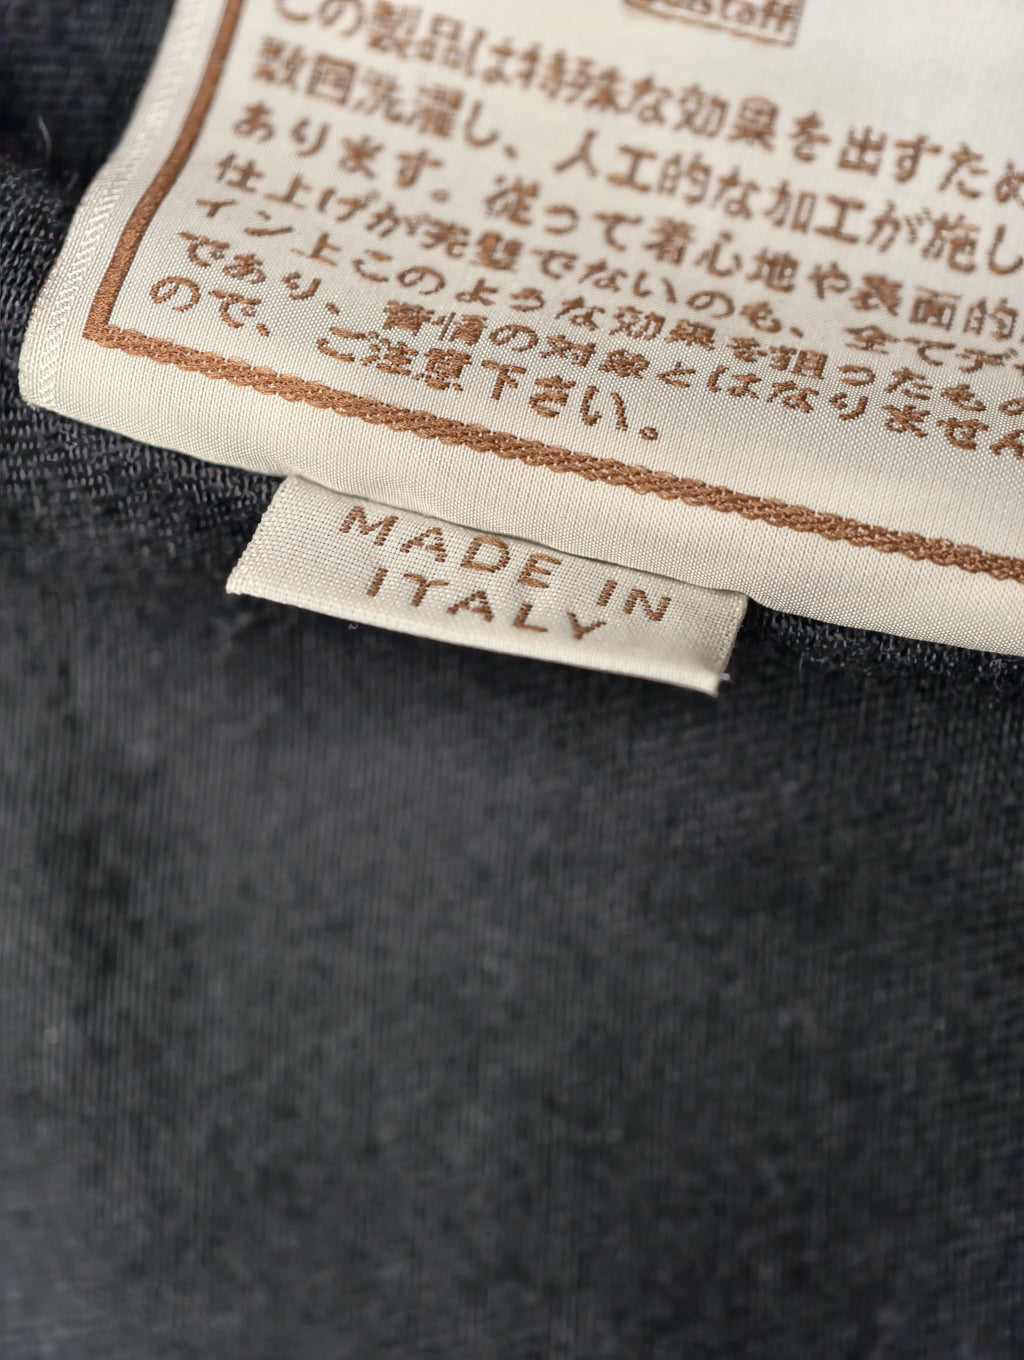 staff
この製品は特殊な効果を出すため
数回洗濯し、人工的な加工が施し
あります。従って着心地や表面的
仕上げが完璧でないのも、全てデザ
イン上このような効果を狙ったもの
であり、苦情の対象とはなりません
ので、ご注意下さい。
MADE IN
ITALY